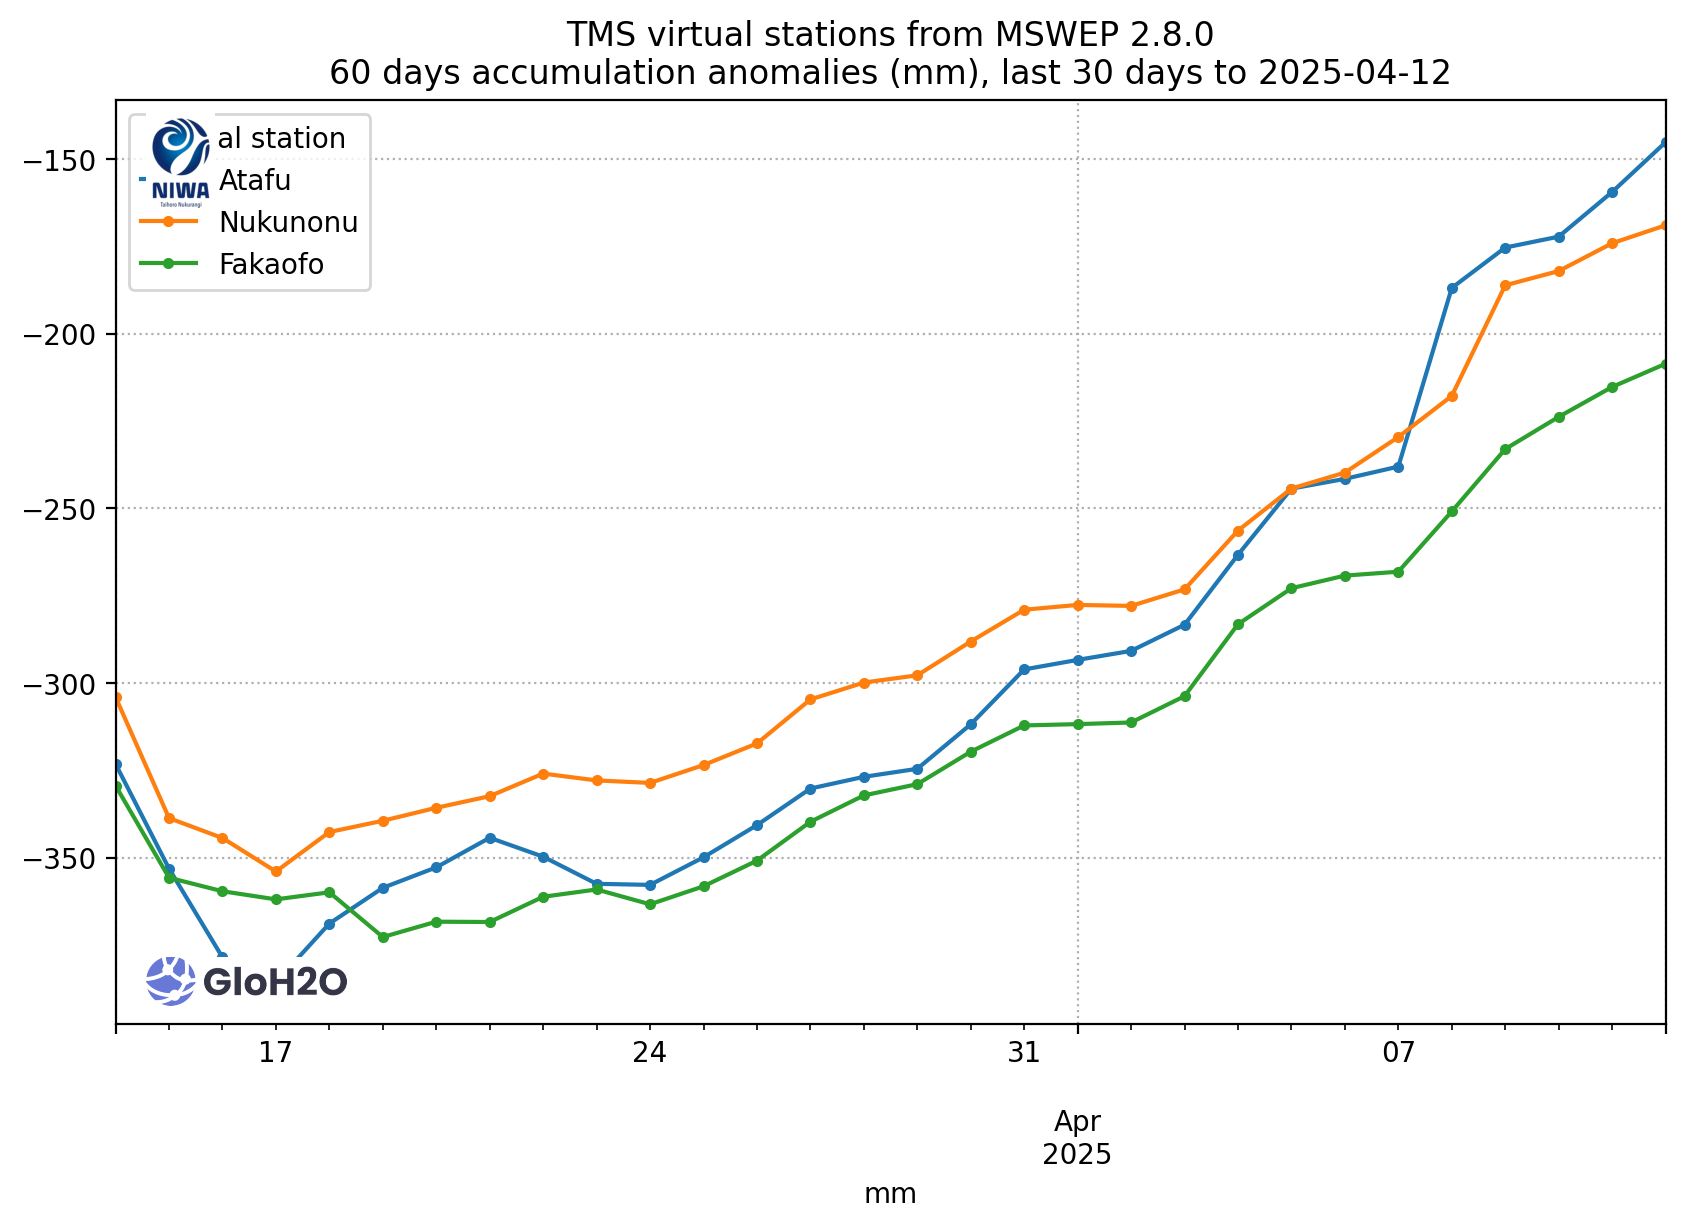 TMS virtual stations from MSWEP 2.8.0
60 days accumulation anomalies (mm), last 30 days to 2025-04-12
al station
Atafu
Nukunonu
Fakaofo
NIWA
Taihoro Nukurangi
−150
−200
−250
−300
−350
GloH2O
17 24 31 07
Apr
2025
mm